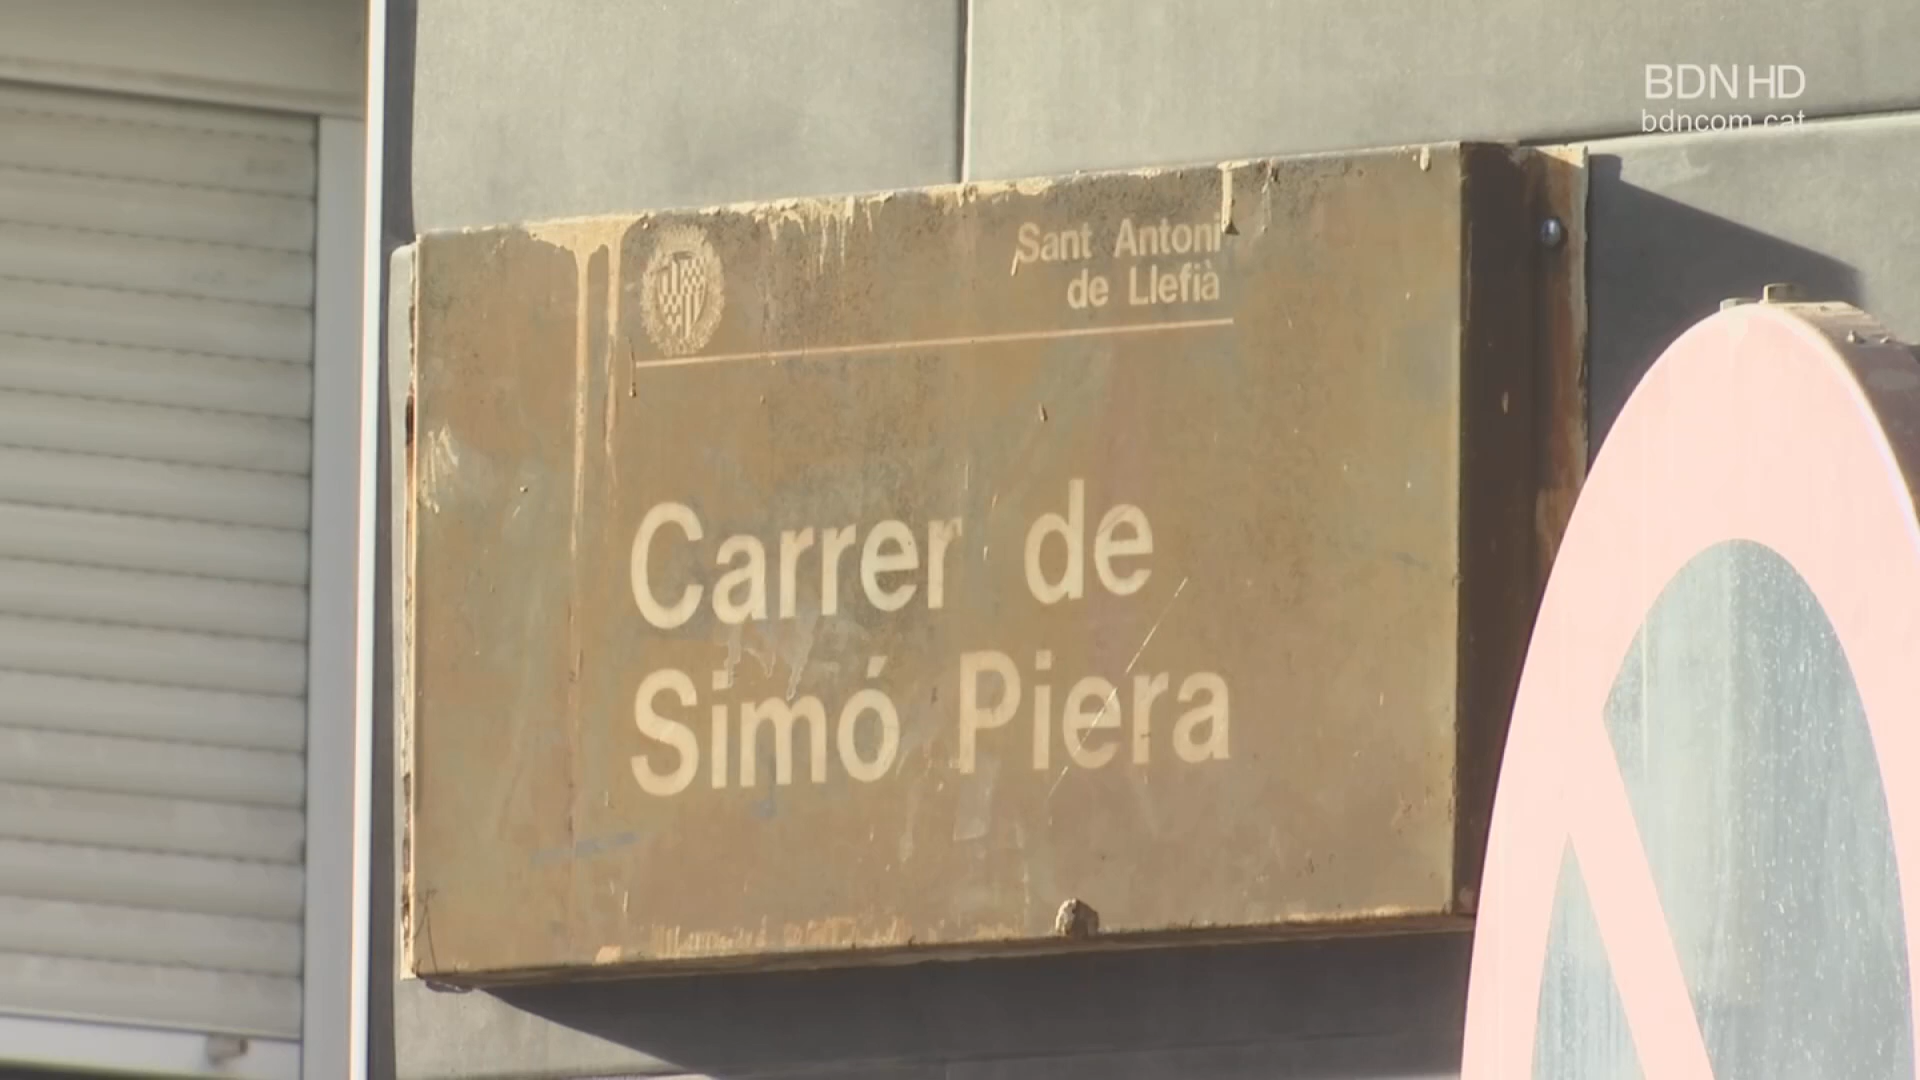 BDN HD
bdncom.cat
Sant Antoni
de Llefià
Carrer de
Simó Piera